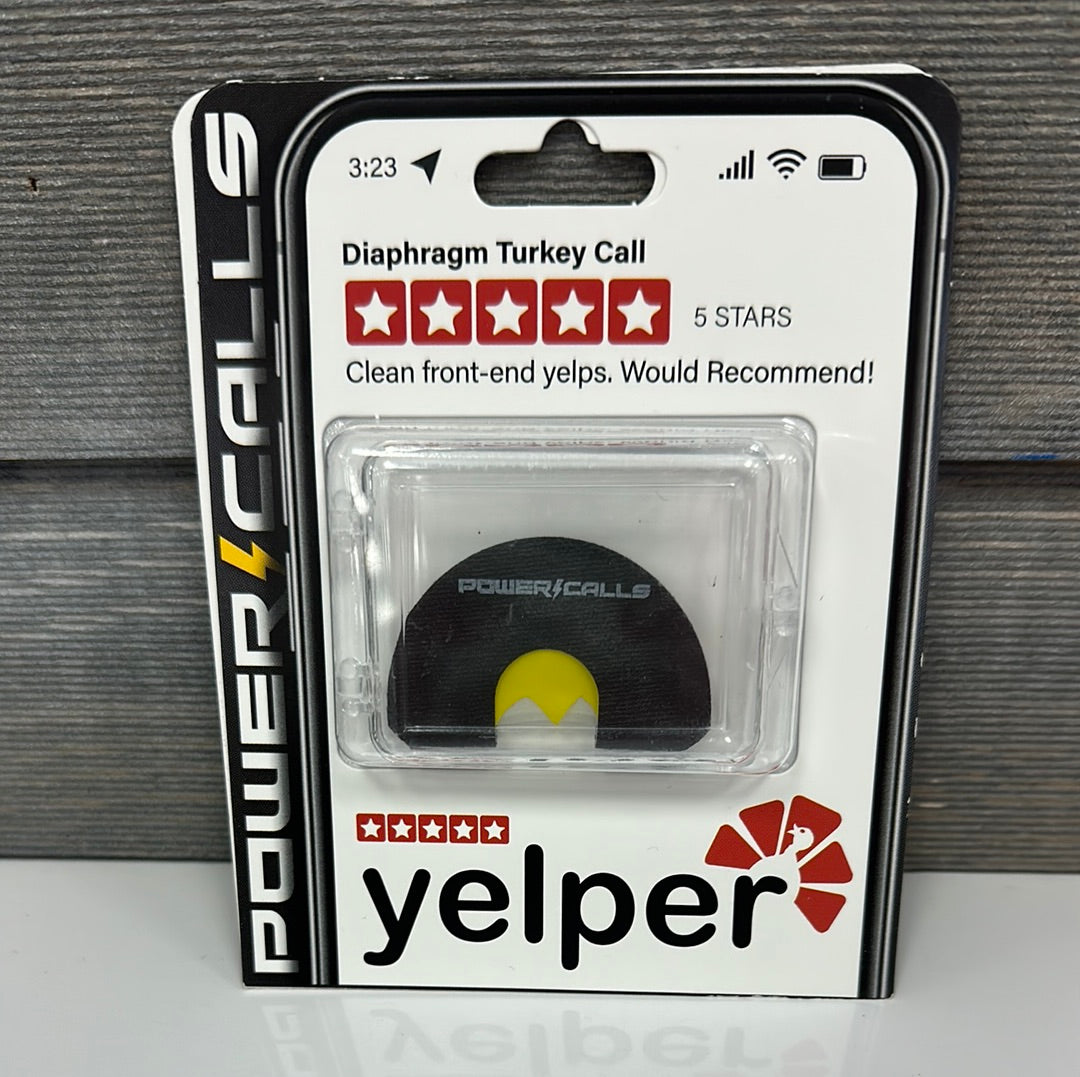 POWER CALLS
3:23
Diaphragm Turkey Call
5 STARS
Clean front-end yelps. Would Recommend!
POWER CALLS
yelper